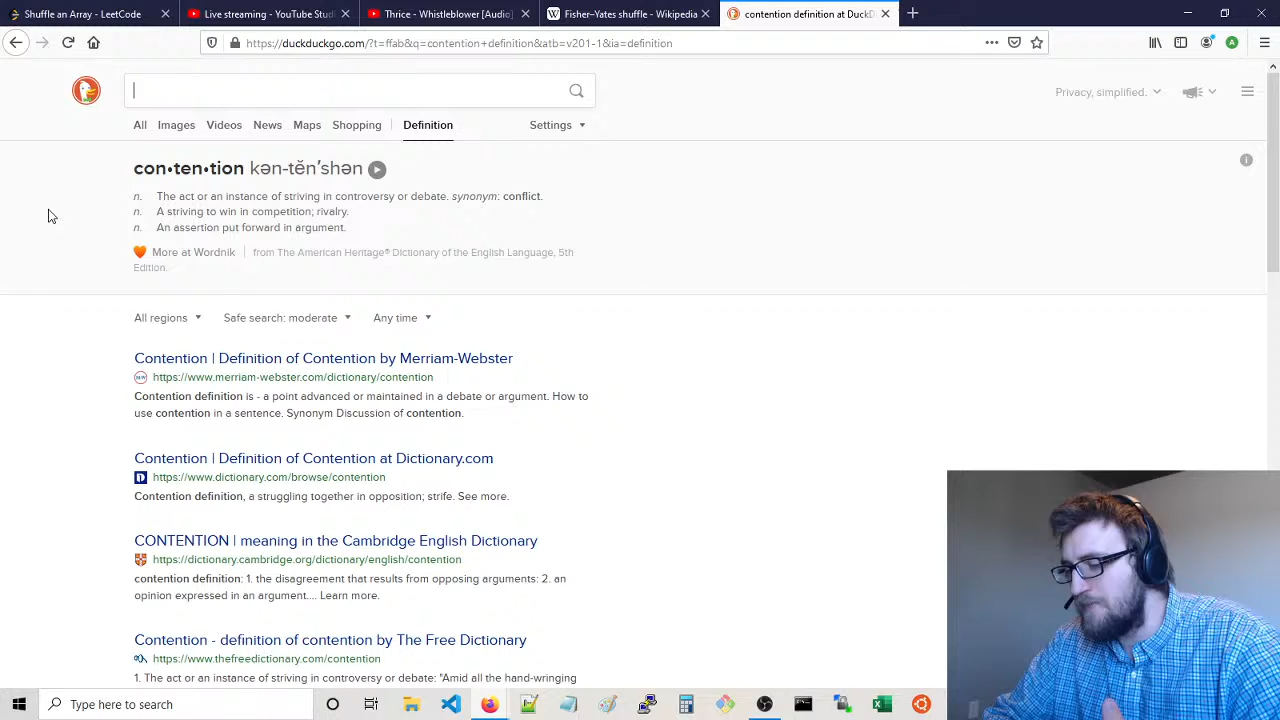 Shuffle an Array - LeetCode
Live streaming - YouTube Stud
Thrice - Whistleblower [Audio]
Fisher–Yates shuffle - Wikipedia
contention definition at DuckD
https://duckduckgo.com/?t=ffab&q=contention+definition&atb=v201-1&ia=definition
A
Privacy, simplified.
All Images Videos News Maps Shopping Definition Settings
con•ten•tion kən-tĕn′shən
n. The act or an instance of striving in controversy or debate. synonym: conflict.
n. A striving to win in competition; rivalry.
n. An assertion put forward in argument.
More at Wordnik from The American Heritage® Dictionary of the English Language, 5th
Edition.
All regions Safe search: moderate Any time
Contention | Definition of Contention by Merriam-Webster
https://www.merriam-webster.com/dictionary/contention
Contention definition is - a point advanced or maintained in a debate or argument. How to
use contention in a sentence. Synonym Discussion of contention.
Contention | Definition of Contention at Dictionary.com
https://www.dictionary.com/browse/contention
Contention definition, a struggling together in opposition; strife. See more.
CONTENTION | meaning in the Cambridge English Dictionary
https://dictionary.cambridge.org/dictionary/english/contention
contention definition: 1. the disagreement that results from opposing arguments: 2. an
opinion expressed in an argument.... Learn more.
Contention - definition of contention by The Free Dictionary
https://www.thefreedictionary.com/contention
1. The act or an instance of striving in controversy or debate: "Amid all the hand-wringing
Type here to search